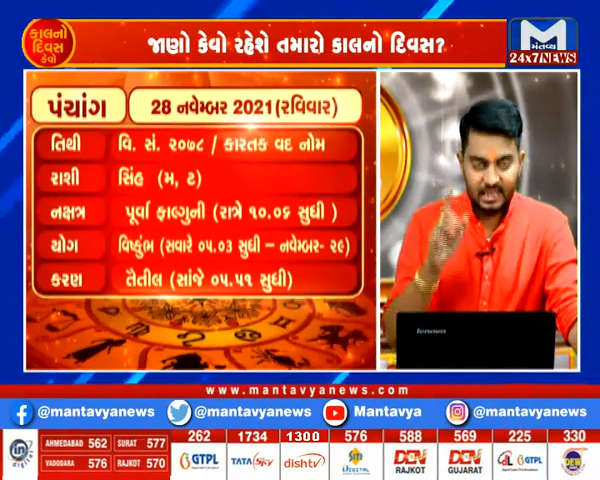 કાલનો
દિવસ
કેવો
જાણો કેવો રહેશે તમારો કાલનો દિવસ?
મંતવ્ય
24x7 NEWS
પંચાંગ
28 નવેમ્બર 2021(રવિવાર)
તિથી વિ. સં. ૨૦૭૮ / કારતક વદ નોમ
રાશી સિંહ (મ, ટ)
નક્ષત્ર પૂર્વા ફાલ્ગુની (રાત્રે ૧૦.૦૬ સુધી )
યોગ વિષ્કુંભ (સવારે ૦૫.૦૩ સુધી – નવેમ્બર- ૨૯)
કરણ તૈતીલ (સાંજે ૦૫.૫૧ સુધી)
lenovo
www.mantavyanews.com
@mantavyanews @mantavyanews Mantavya @mantavyanews
in digital
AHMEDABAD 562 SURAT 577
VADODARA 576 RAJKOT 570
262 1734 1300 576 588 569 225 330
GTPL TATA Sky dishtv DIGITAL DEN RAJKOT DEN GUJARAT GTPL DEW